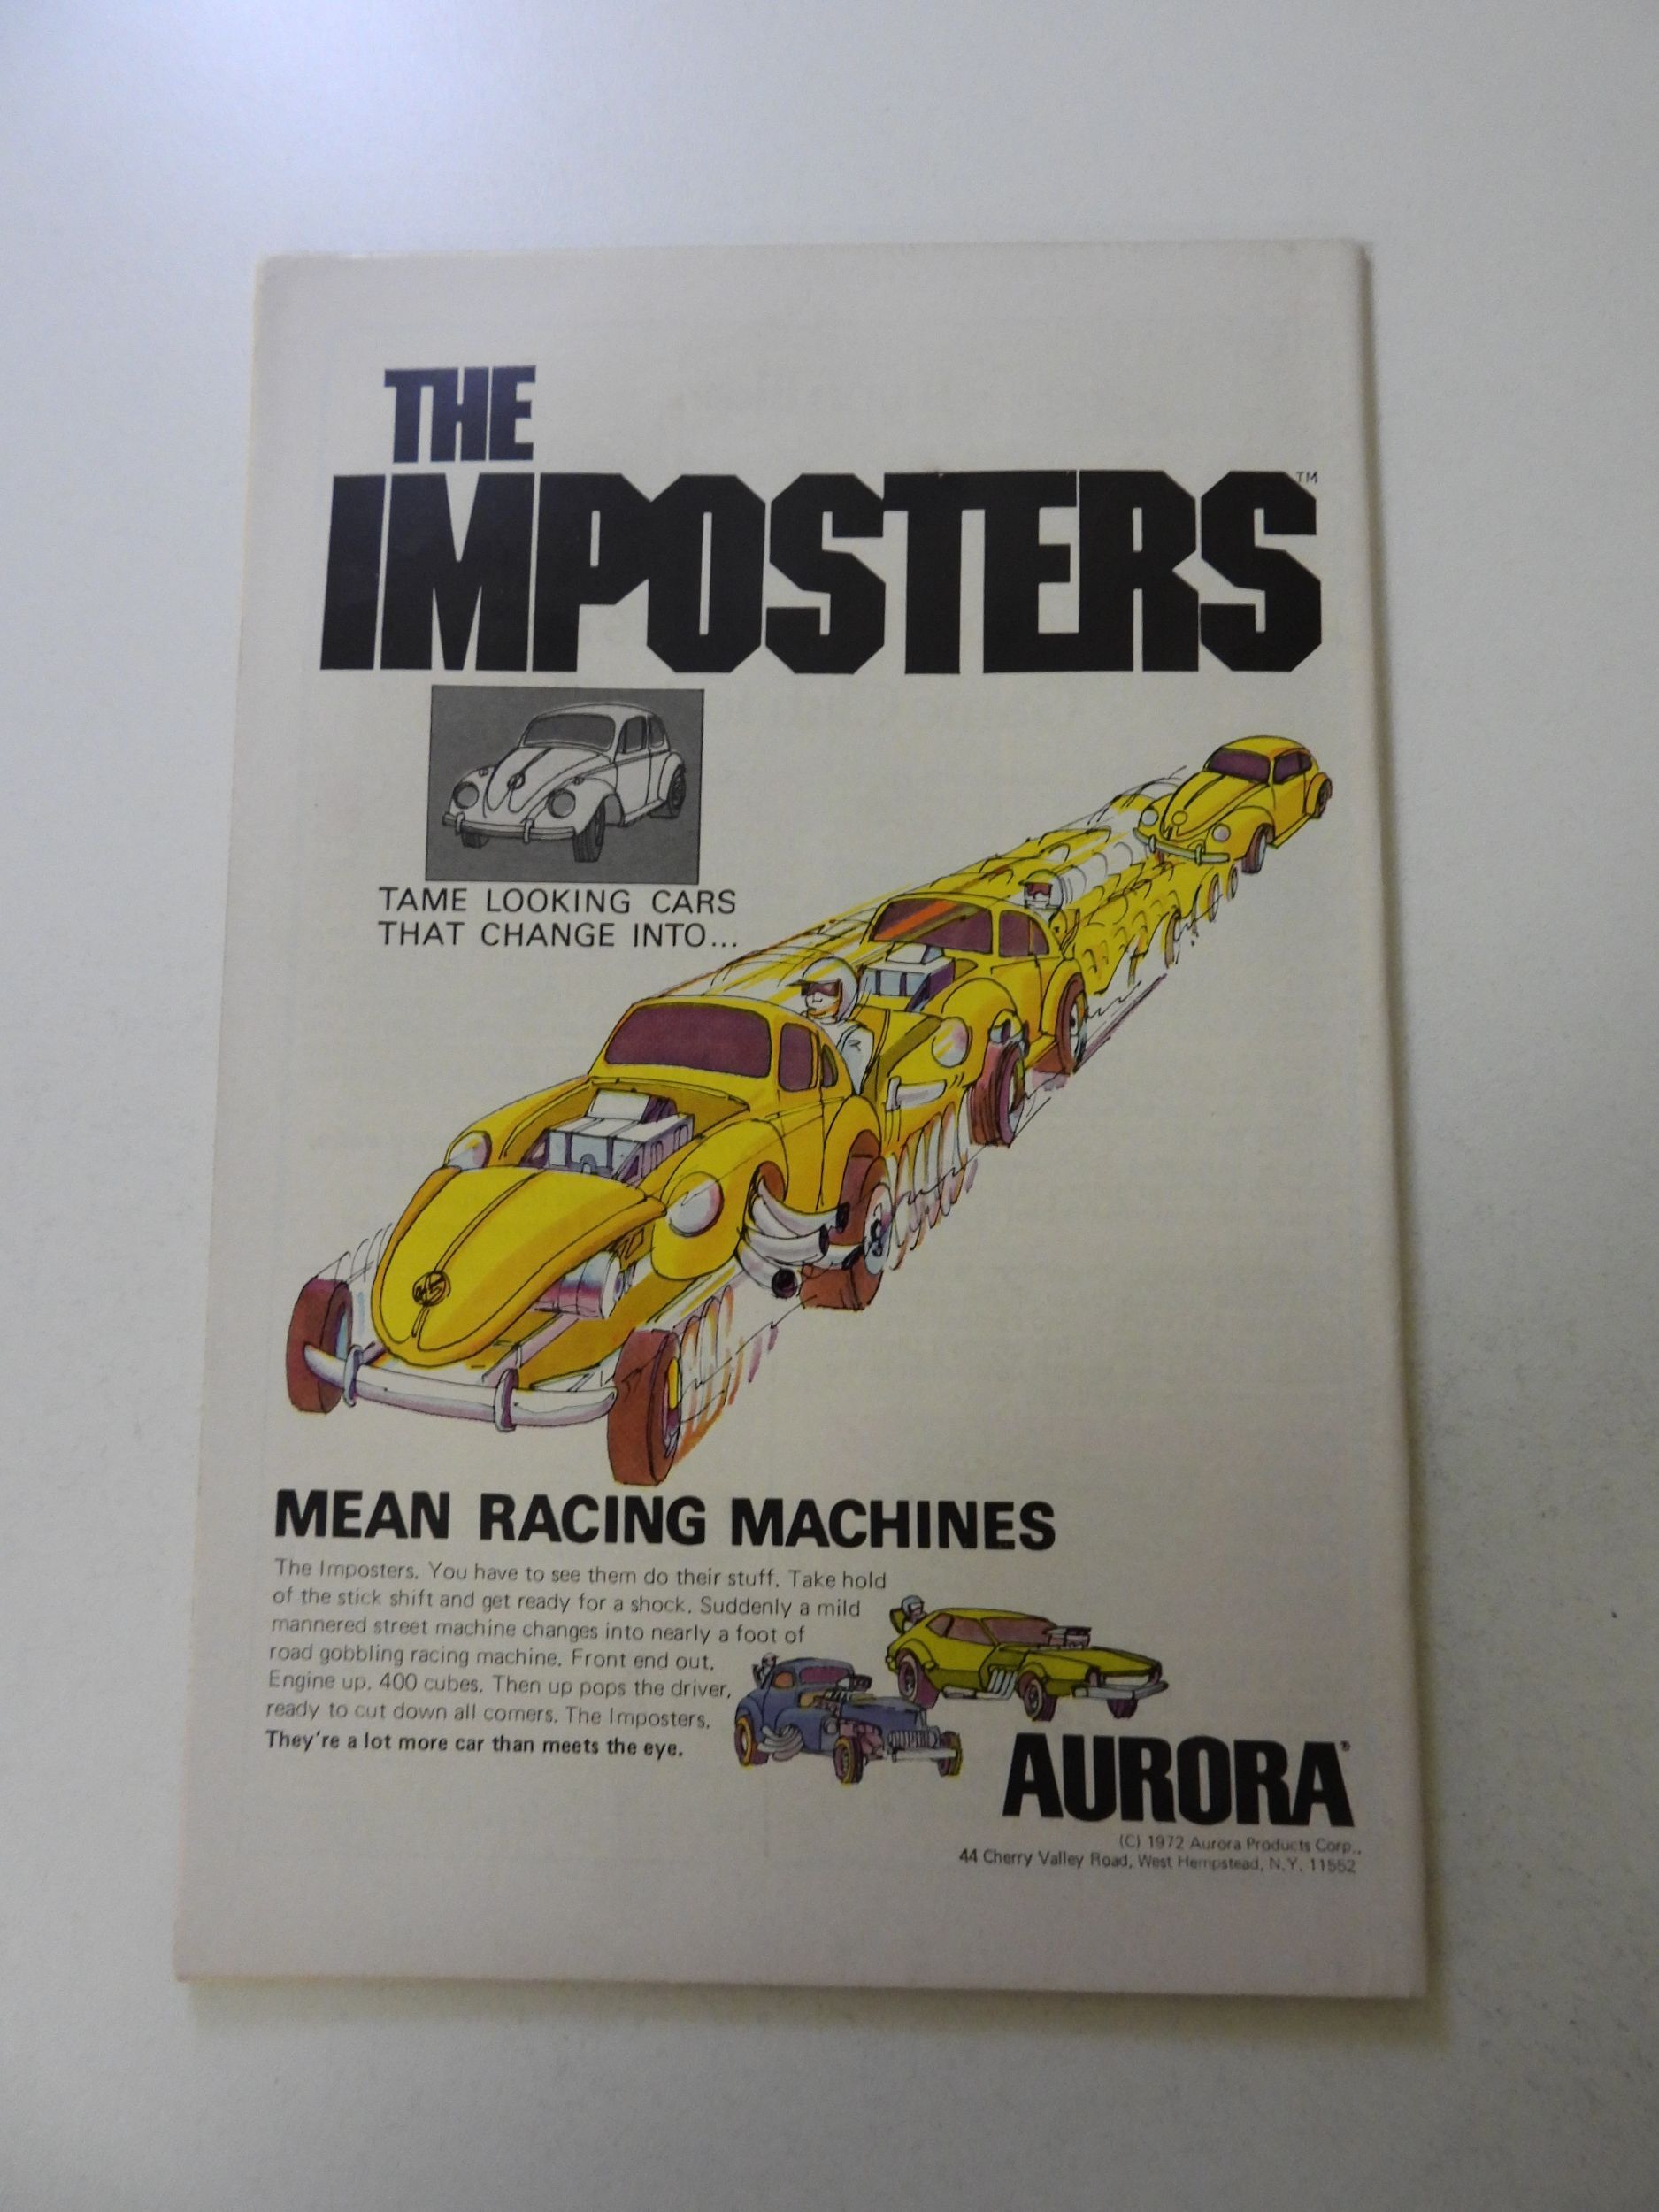 THE
IMPOSTERS™
TAME LOOKING CARS
THAT CHANGE INTO...
MEAN RACING MACHINES
The Imposters. You have to see them do their stuff. Take hold
of the stick shift and get ready for a shock. Suddenly a mild
mannered street machine changes into nearly a foot of
road gobbling racing machine. Front end out.
Engine up. 400 cubes. Then up pops the driver,
ready to cut down all comers. The Imposters.
They're a lot more car than meets the eye.
AURORA®
(C) 1972 Aurora Products Corp.,
44 Cherry Valley Road, West Hempstead, N.Y. 11552